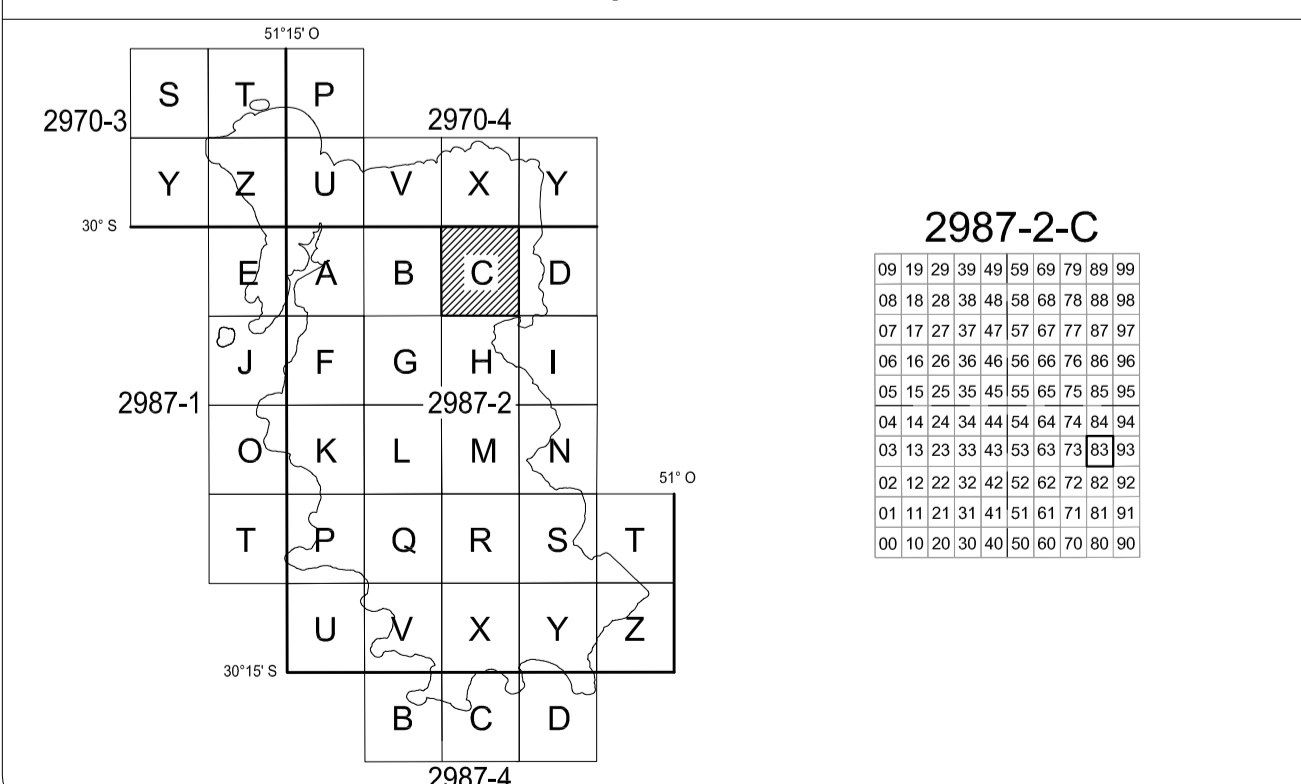 51°15' O
S T P
2970-3 2970-4
Y Z U V X Y
30° S
E A B C D
J F G H I
2987-1 2987-2
O K L M N
51° O
T P Q R S T
U V X Y Z
30°15' S
B C D
2987-4
2987-2-C
09 19 29 39 49 59 69 79 89 99
08 18 28 38 48 58 68 78 88 98
07 17 27 37 47 57 67 77 87 97
06 16 26 36 46 56 66 76 86 96
05 15 25 35 45 55 65 75 85 95
04 14 24 34 44 54 64 74 84 94
03 13 23 33 43 53 63 73 83 93
02 12 22 32 42 52 62 72 82 92
01 11 21 31 41 51 61 71 81 91
00 10 20 30 40 50 60 70 80 90